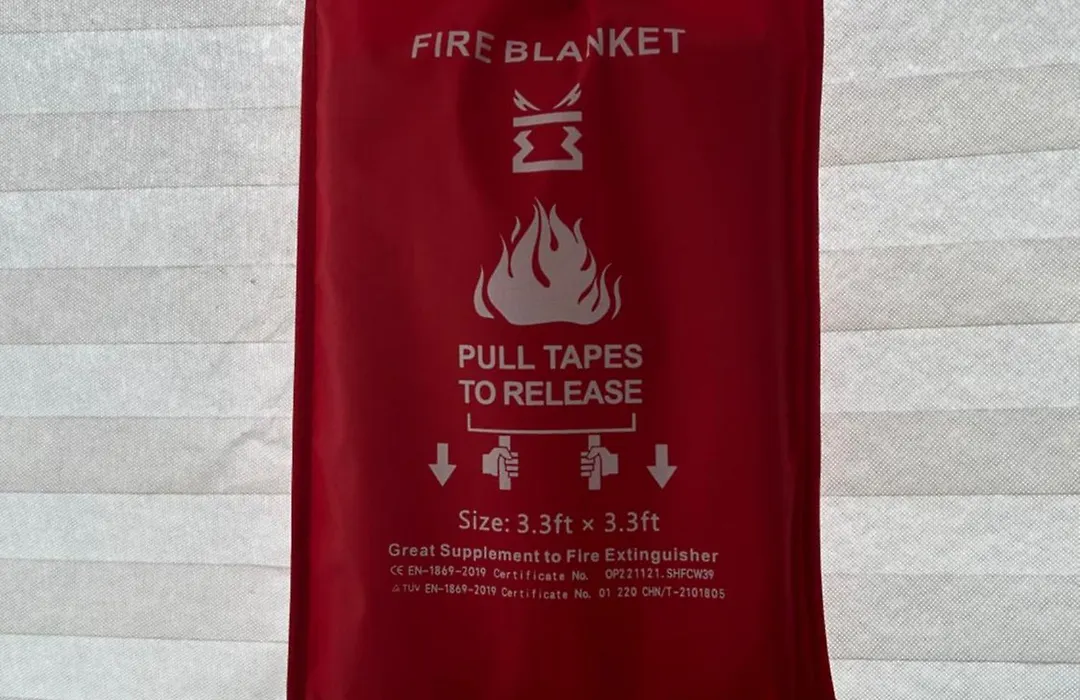 FIRE BLANKET
PULL TAPES
TO RELEASE
Size: 3.3ft × 3.3ft
Great Supplement to Fire Extinguisher
CE EN-1869-2019 Certificate No. OP221121.SHFCW39
TUV EN-1869-2019 Certificate No. 01 220 CHN/T-2101805